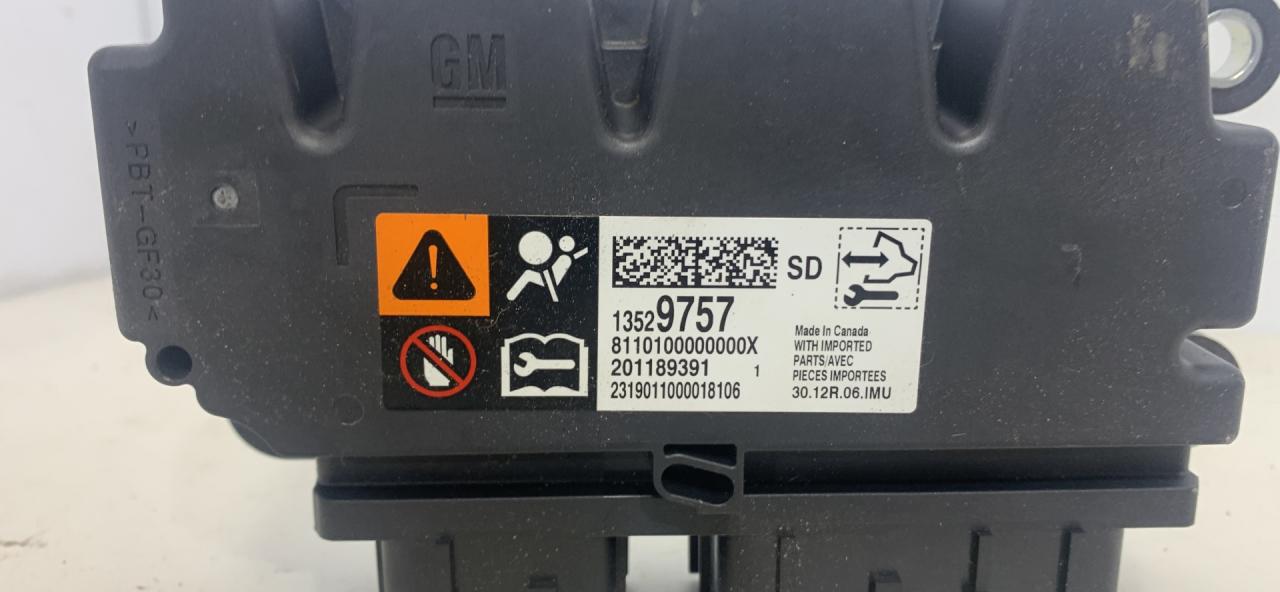 GM
>PBT-GF30<
SD
13529757
8110100000000X
201189391 1
2319011000018106
Made In Canada
WITH IMPORTED
PARTS/AVEC
PIECES IMPORTEES
30.12R.06.IMU